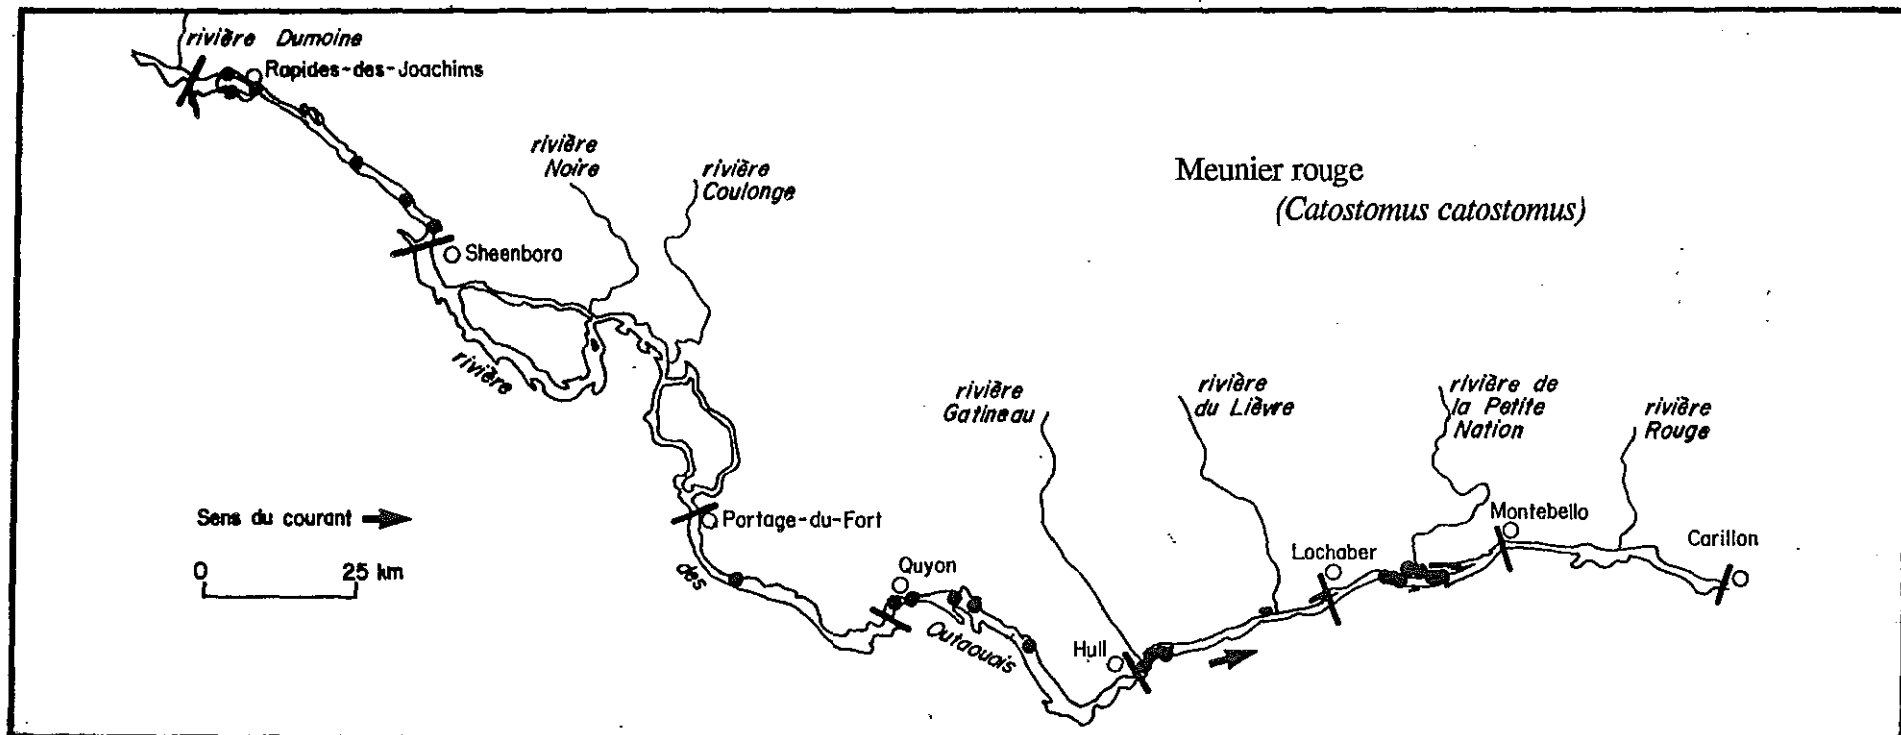 rivière Dumoine
Rapides-des-Joachims
rivière
Noire
rivière
Coulonge
Meunier rouge
(Catostomus catostomus)
Sheenboro
rivière
rivière
Gatineau
rivière
du Lièvre
rivière de
la Petite
Nation
rivière
Rouge
Sens du courant
Portage-du-Fort
0 25 km
des
Quyon
Outaouais
Hull
Lochaber
Montebello
Carillon